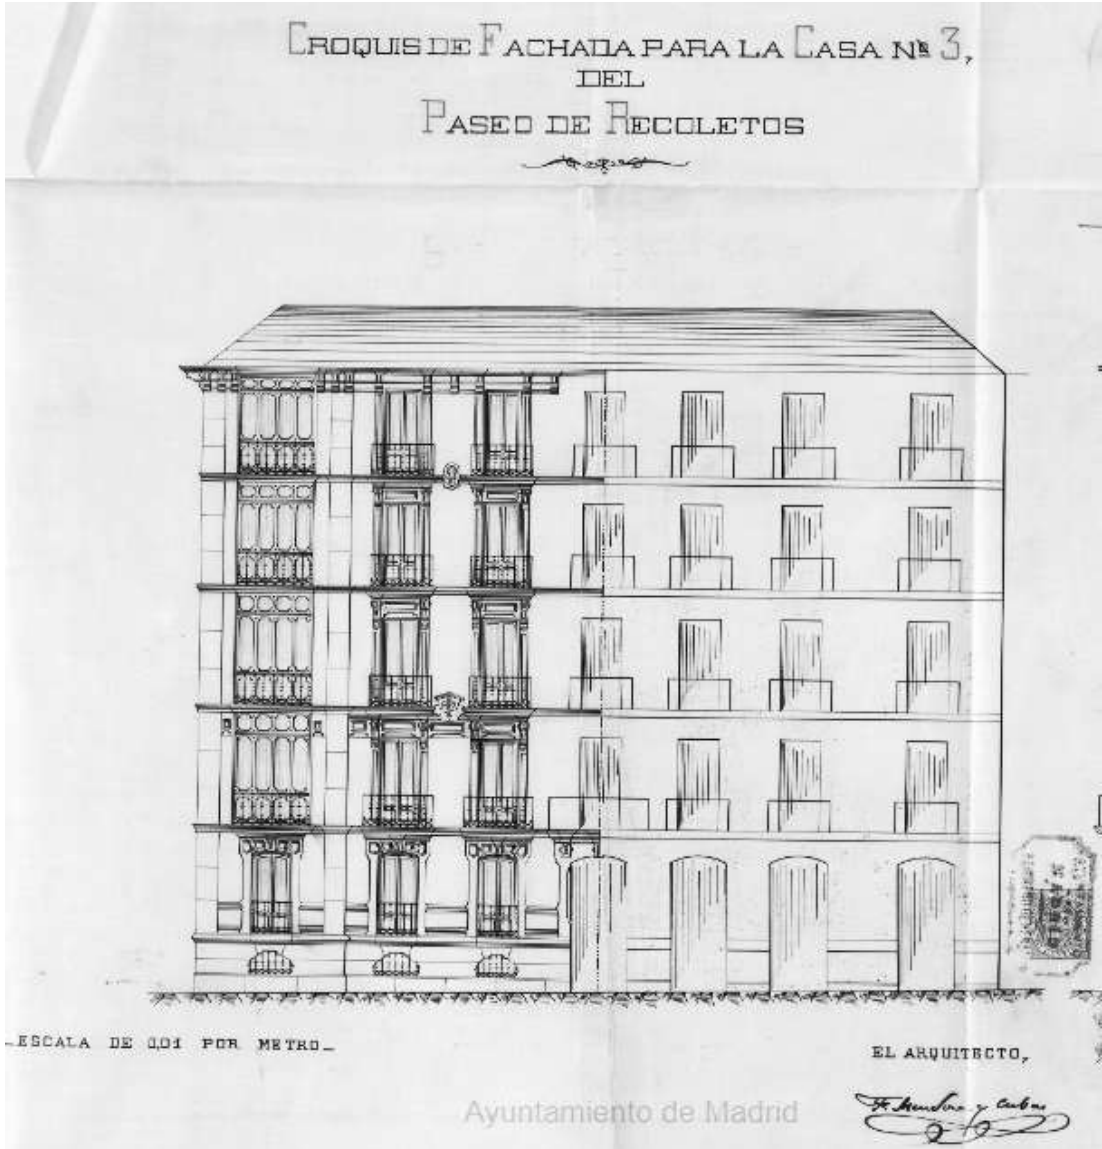 CROQUIS DE FACHADA PARA LA CASA Nº 3,
DEL
PASEO DE RECOLETOS
ESCALA DE 0,01 POR METRO
EL ARQUITECTO,
y Cubas
Ayuntamiento de Madrid